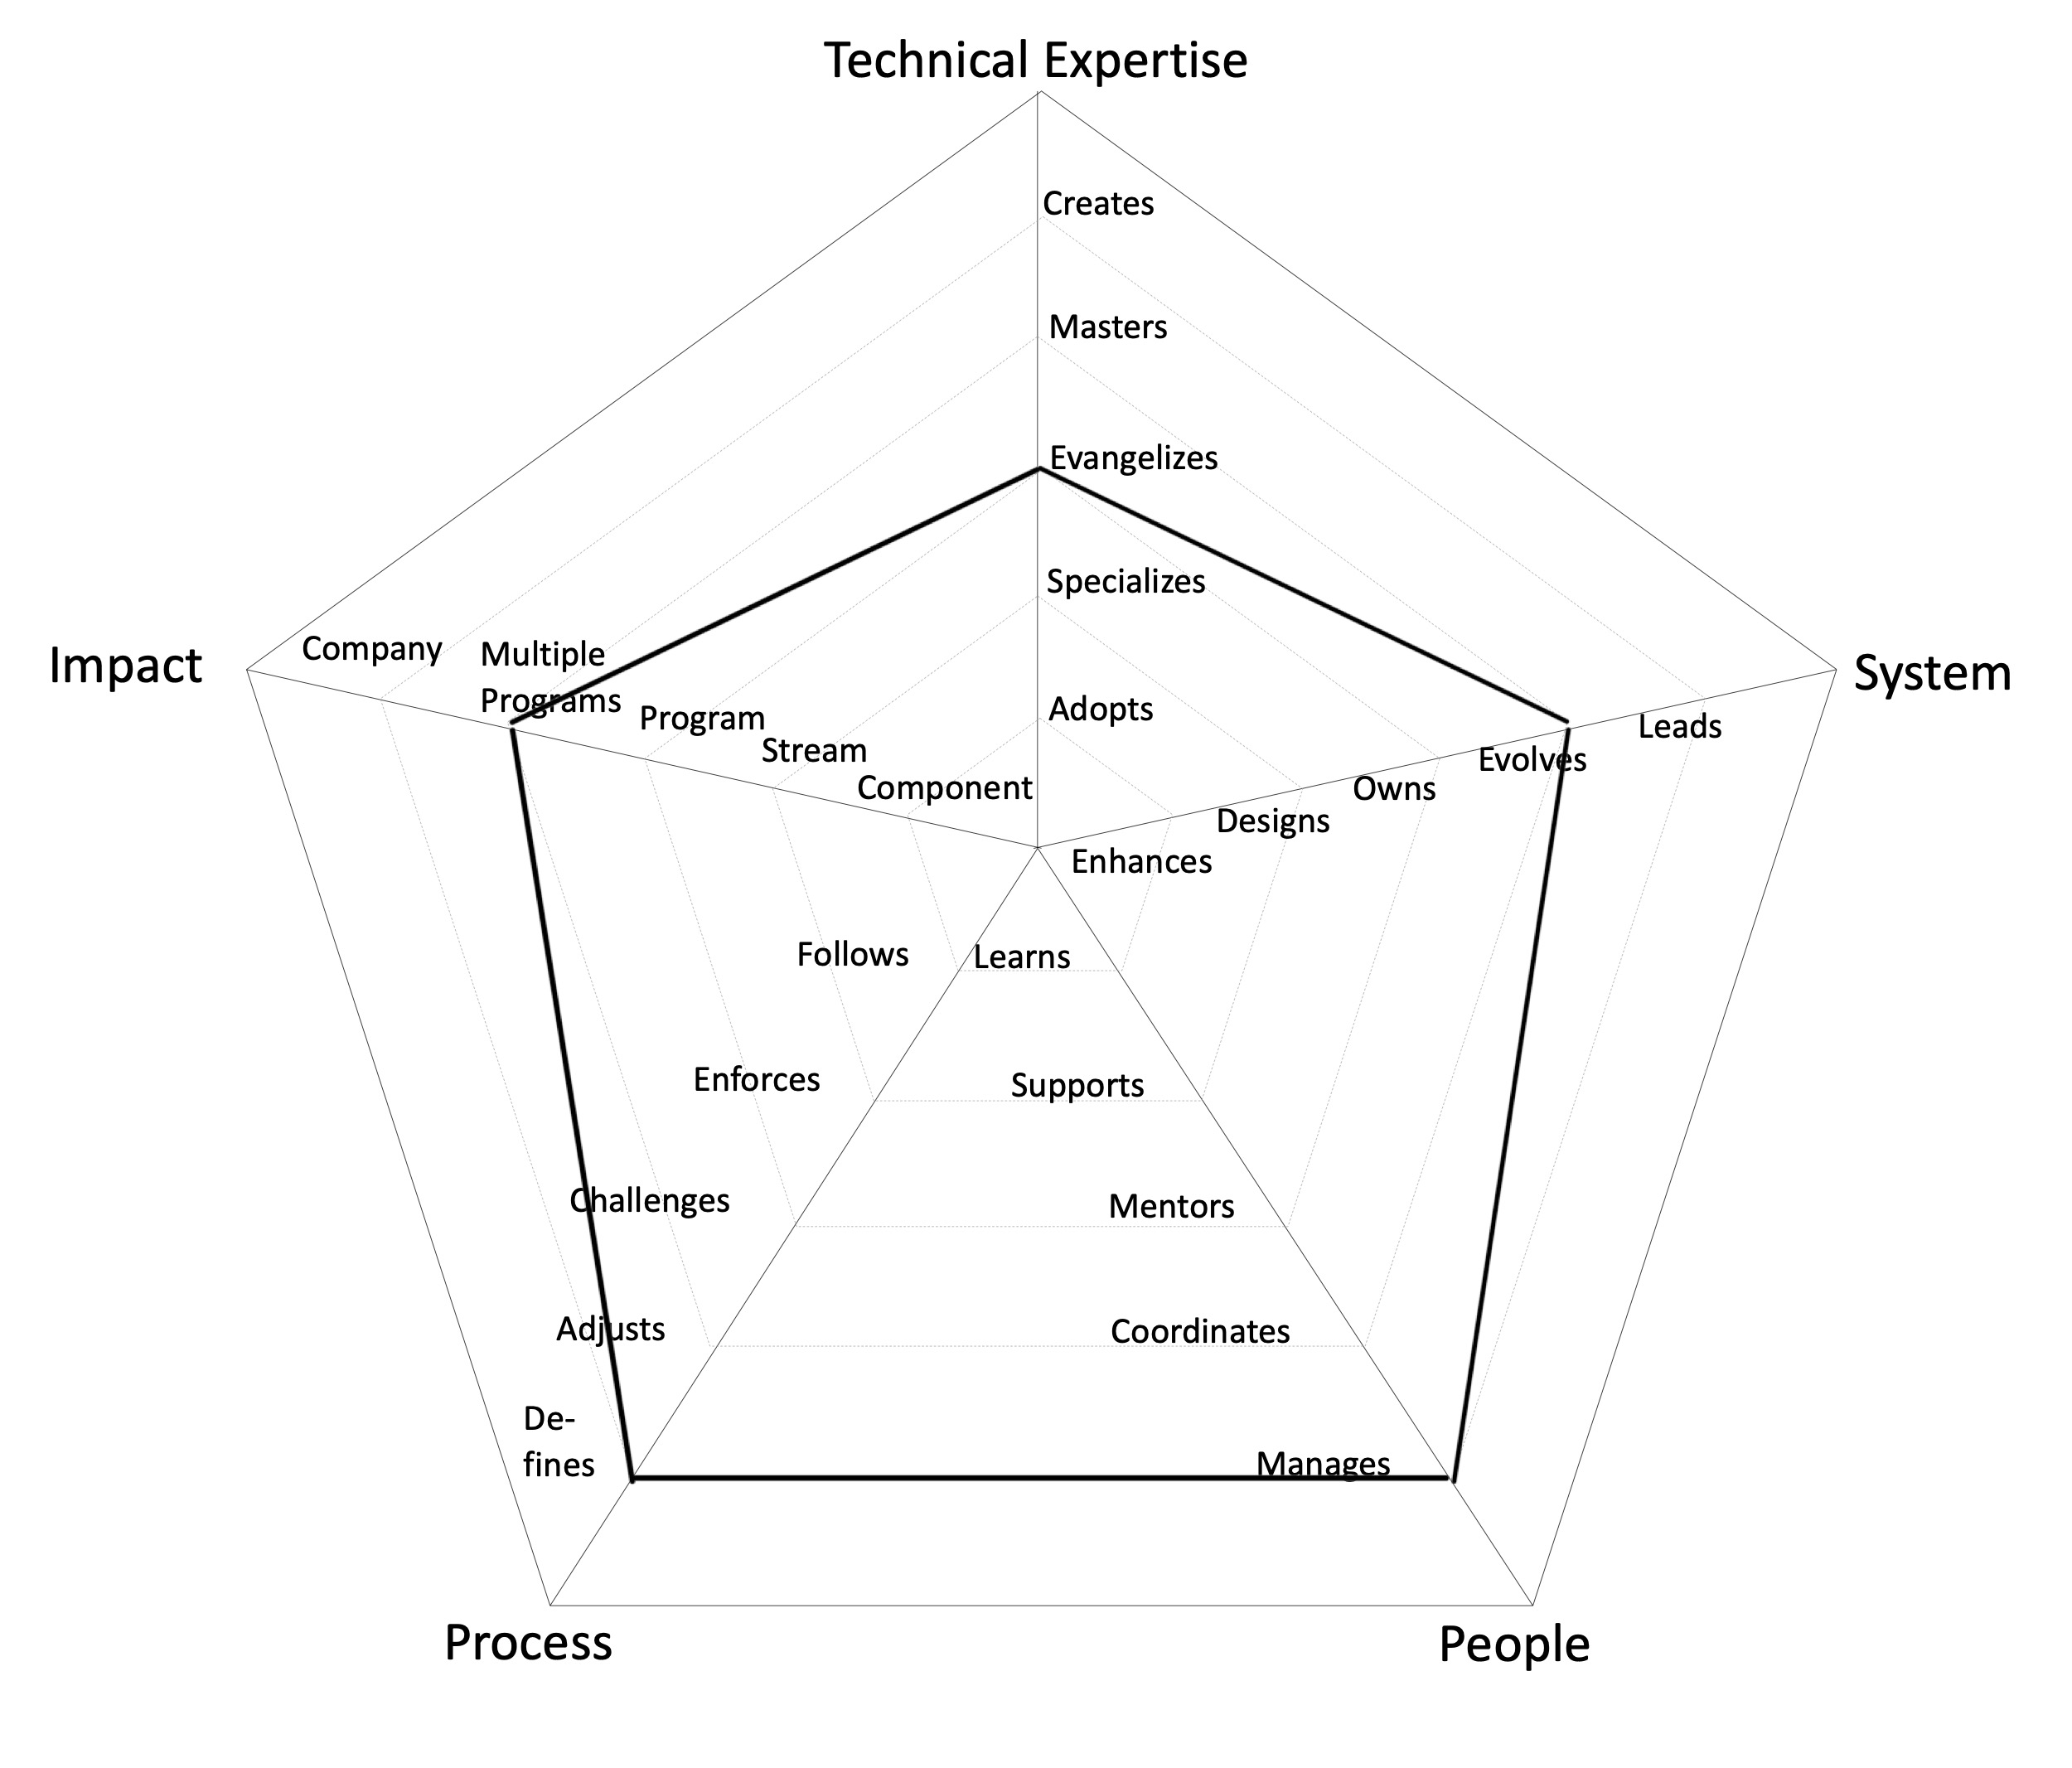 Technical Expertise
Creates
Masters
Evangelizes
Specializes
Adopts
Impact
Company
Multiple
Programs
Program
Stream
Component
System
Leads
Evolves
Owns
Designs
Enhances
Follows
Enforces
Challenges
Adjusts
De-
fines
Learns
Supports
Mentors
Coordinates
Manages
Process
People